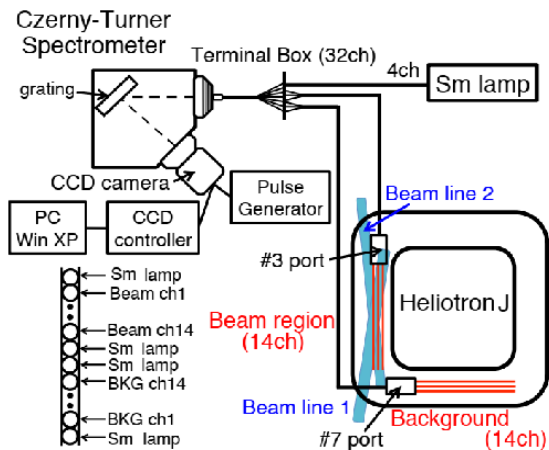 Czerny-Turner
Spectrometer
grating
Terminal Box (32ch)
4ch
Sm lamp
CCD camera
Pulse
Generator
PC
Win XP
CCD
controller
Beam line 2
#3 port
Heliotron J
Beam region
(14ch)
Beam line 1
#7 port
Background
(14ch)
Sm lamp
Beam ch1
Beam ch14
Sm lamp
Sm lamp
BKG ch14
BKG ch1
Sm lamp